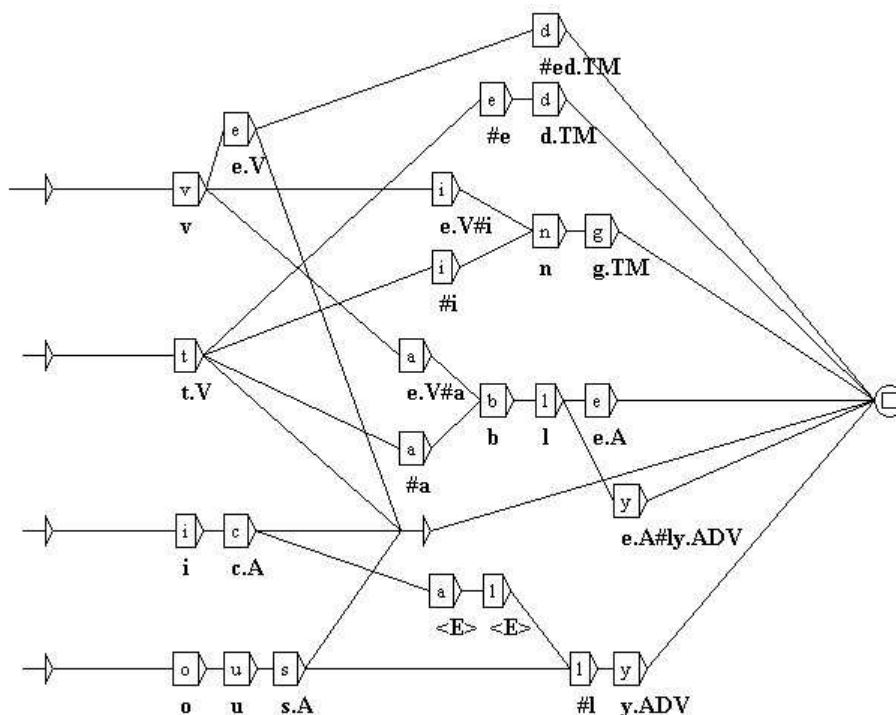 d
#ed.TM
e d
#e d.TM
e
e.V
v i
v e.V#i
n g
n g.TM
i
#i
t a
t.V e.V#a
b l e
b l e.A
a
#a
y
e.A#ly.ADV
i c
i c.A
a l
<E> <E>
o u s l y
o u s.A #l y.ADV